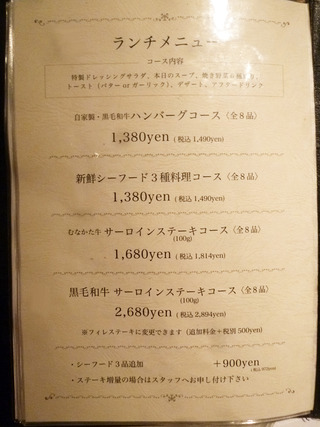 ランチメニュー
コース内容
特製ドレッシングサラダ、本日のスープ、焼き野菜
トースト（バター or ガーリック）、デザート、アフタードリンク
自家製・黒毛和牛ハンバーグコース〈全８品〉
1,380yen （税込 1,490yen）
新鮮シーフード３種料理コース〈全８品〉
1,380yen （税込 1,490yen）
むなかた牛 サーロインステーキコース〈全８品〉
(100g)
1,680yen （税込 1,814yen）
黒毛和牛 サーロインステーキコース〈全８品〉
(100g)
2,680yen （税込 2,894yen）
※フィレステーキに変更できます（追加料金＋税別 500yen）
・シーフード３品追加 ＋900yen
・ステーキ増量の場合はスタッフへお申し付け下さい